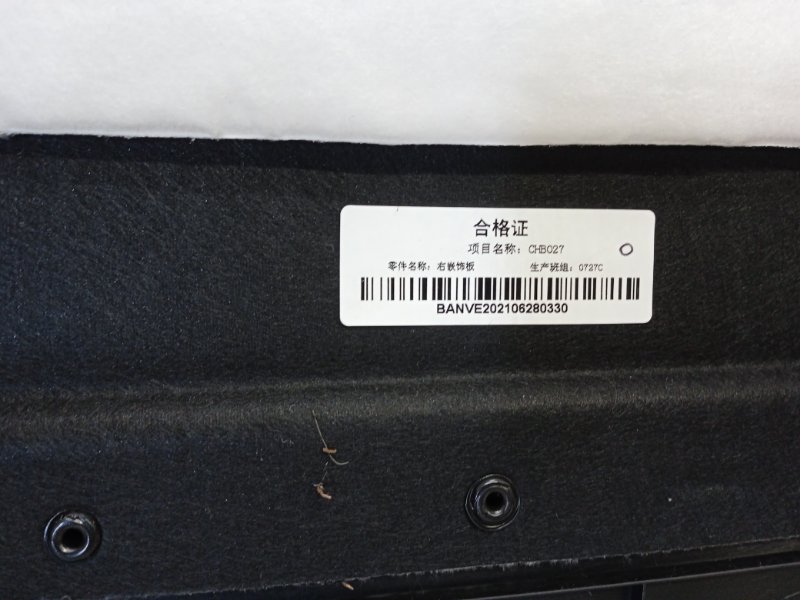 合格证
项目名称：CHB027
零件名称：右嵌饰板 生产班组：0727C
BANVE202106280330